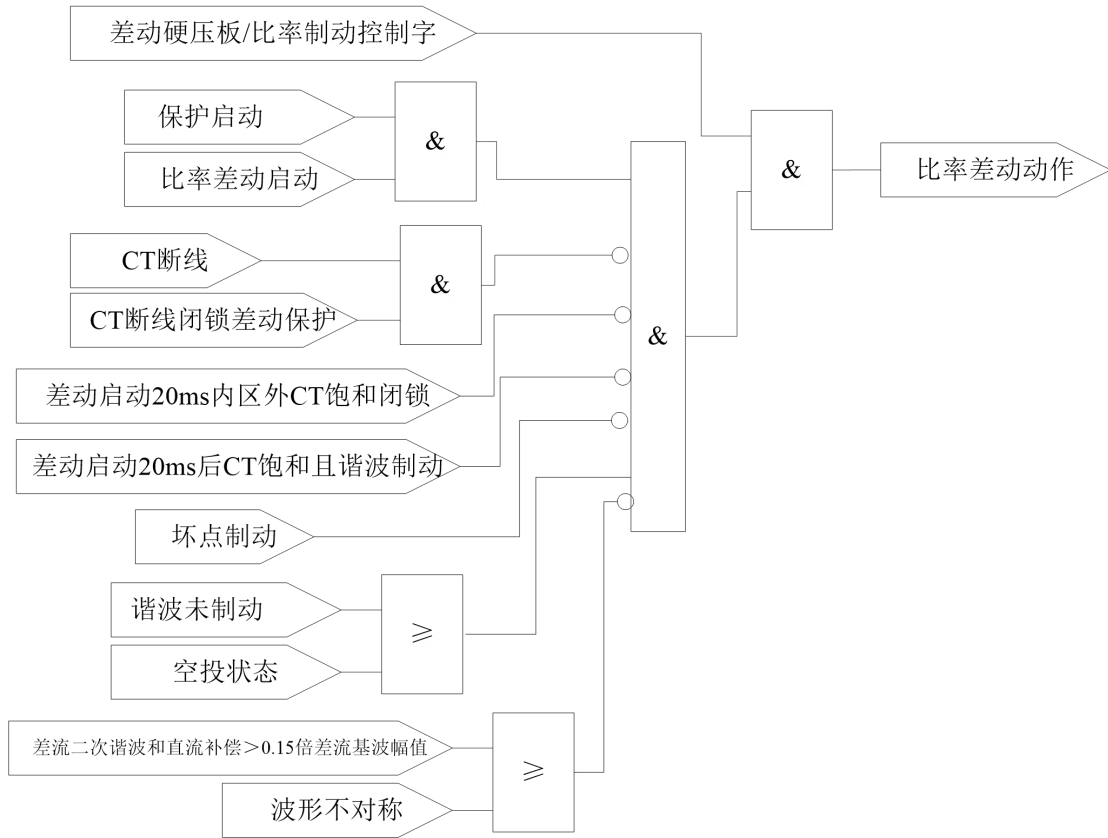 差动硬压板/比率制动控制字
保护启动
&
比率差动启动
&
比率差动动作
CT断线
&
CT断线闭锁差动保护
&
差动启动20ms内区外CT饱和闭锁
差动启动20ms后CT饱和且谐波制动
坏点制动
谐波未制动
≥
空投状态
差流二次谐波和直流补偿＞0.15倍差流基波幅值
≥
波形不对称